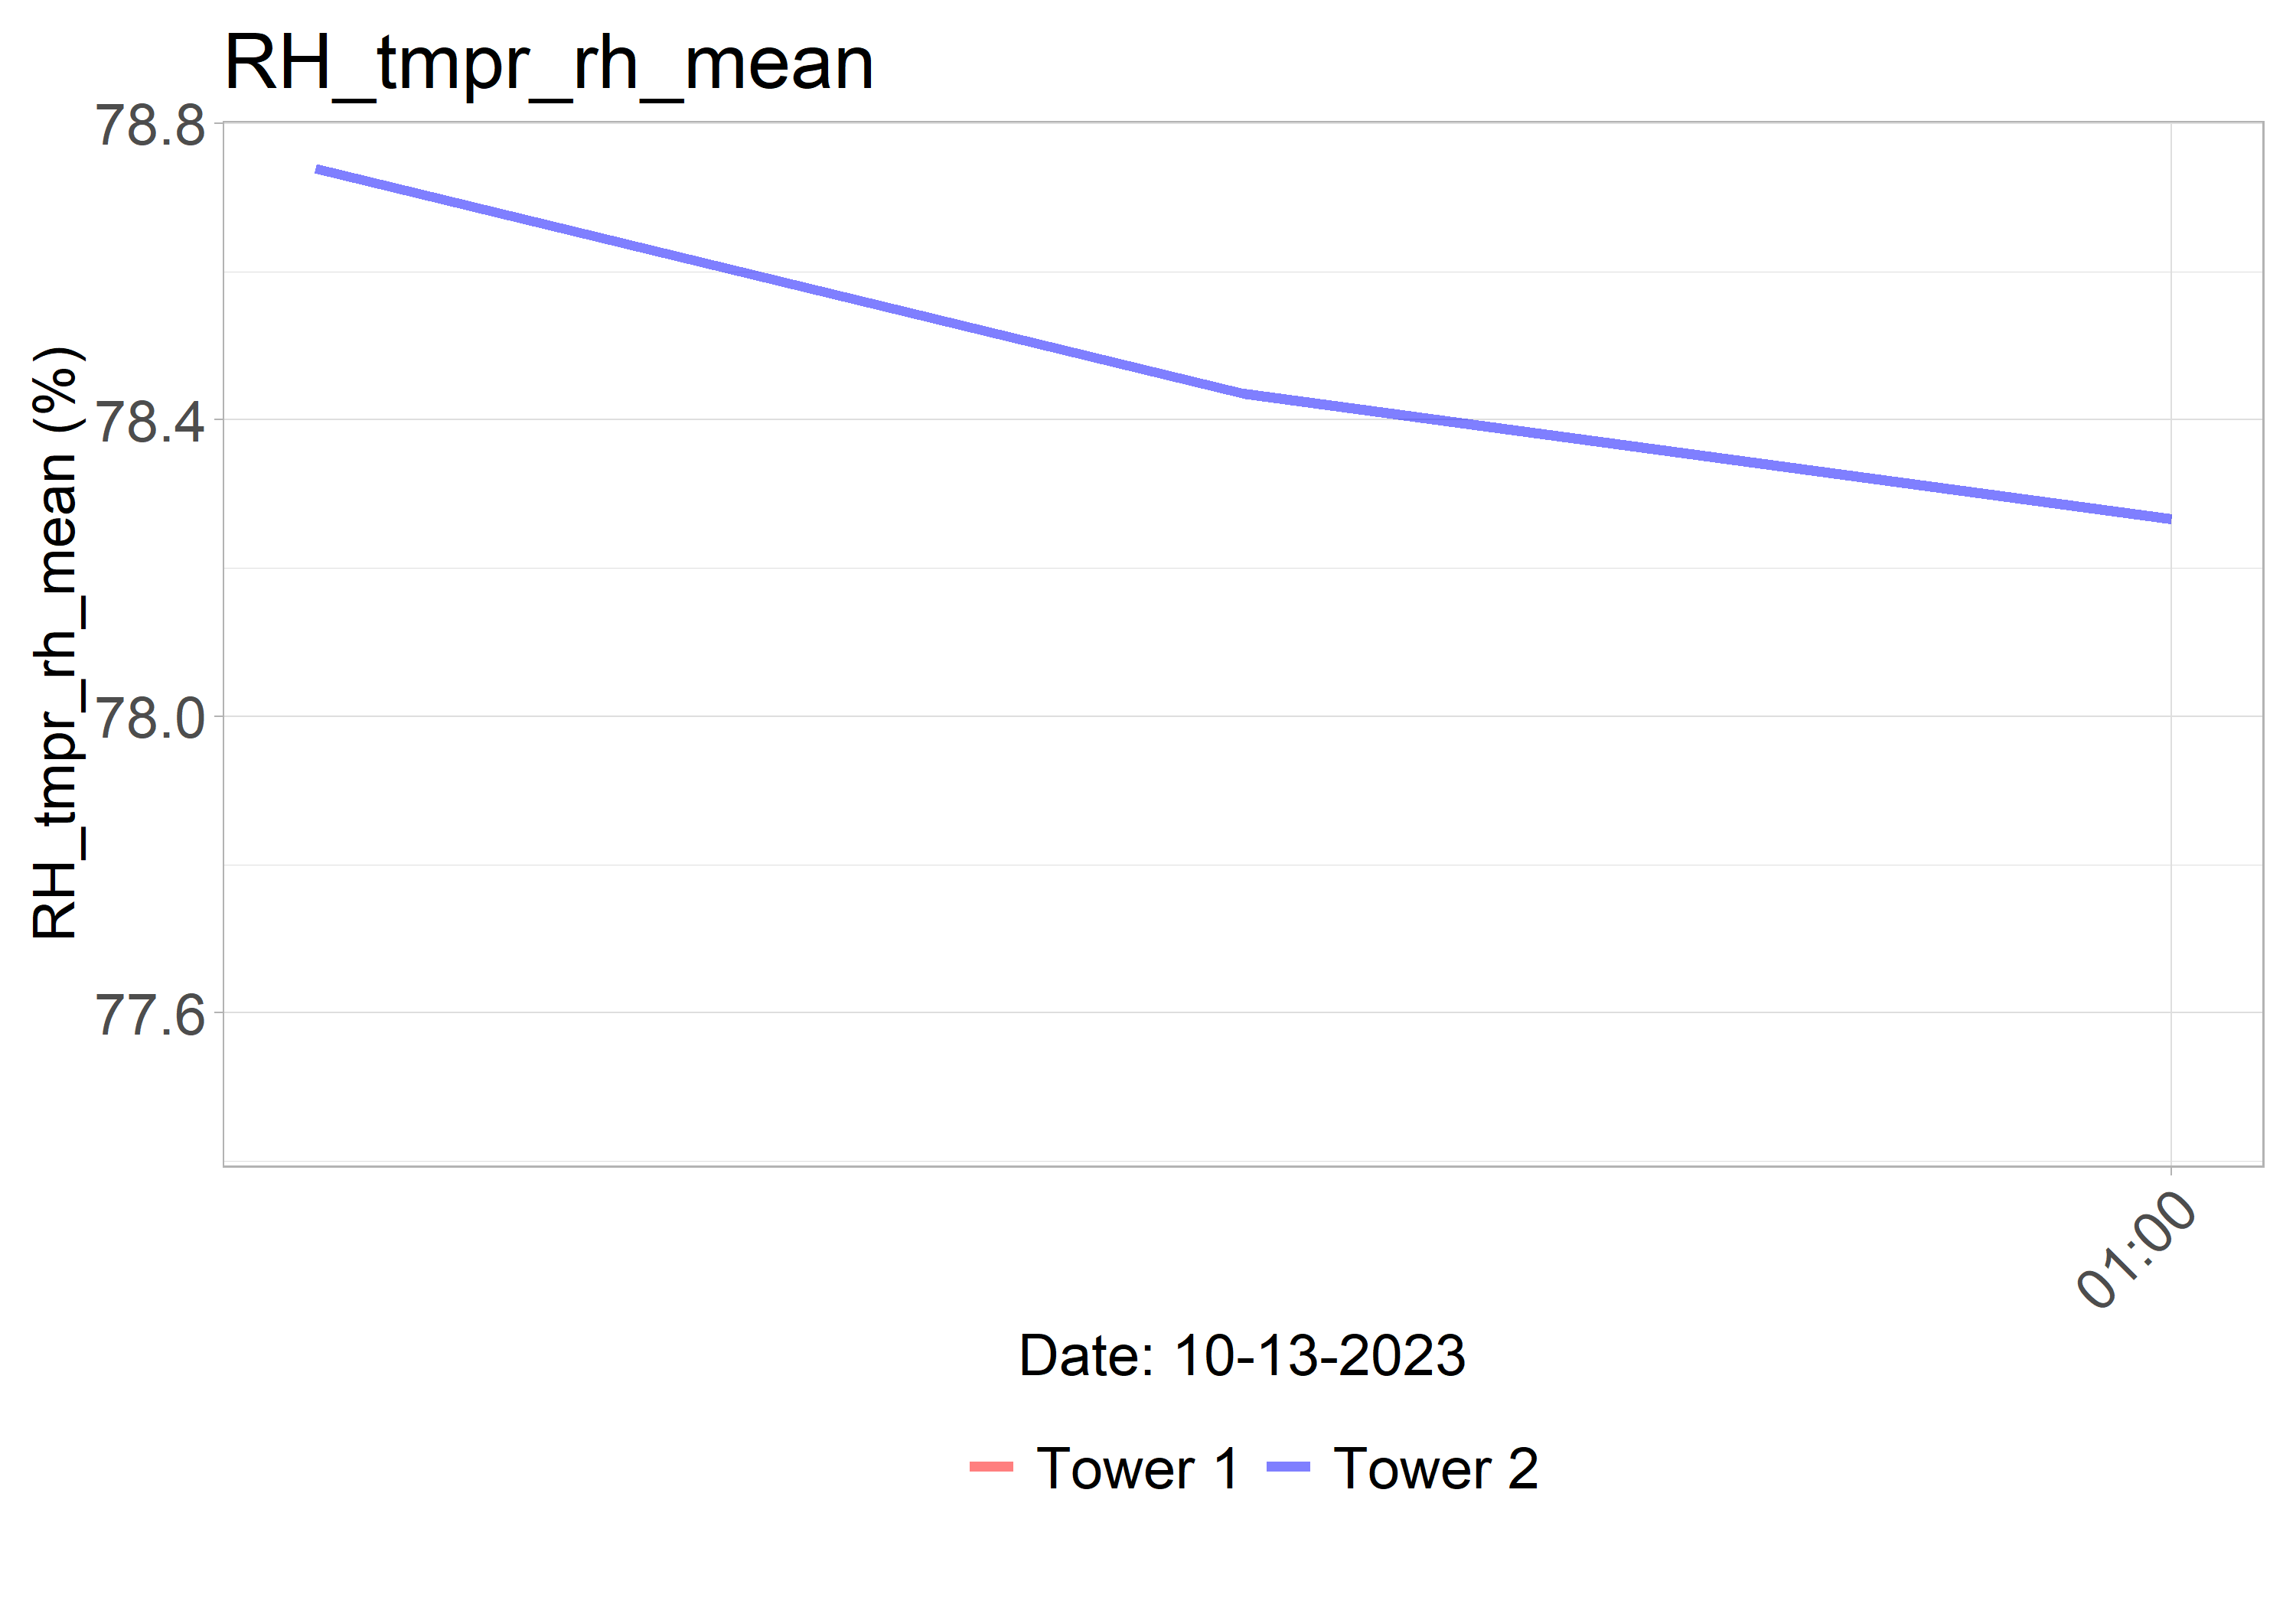 RH_tmpr_rh_mean
RH_tmpr_rh_mean (%)
78.8
78.4
78.0
77.6
01:00
Date: 10-13-2023
Tower 1 Tower 2